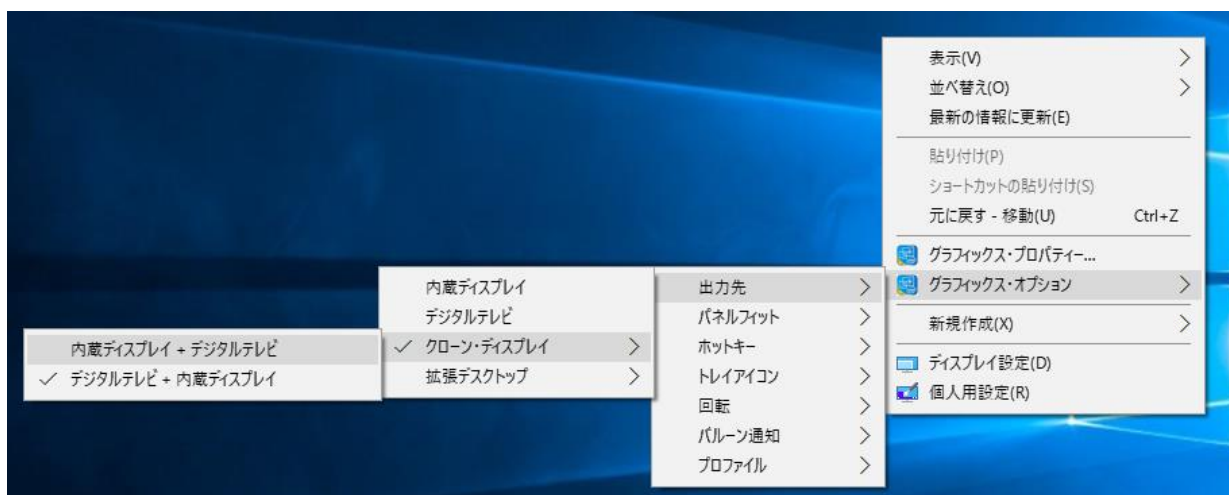 表示(V)
並べ替え(O)
最新の情報に更新(E)
貼り付け(P)
ショートカットの貼り付け(S)
元に戻す - 移動(U) Ctrl+Z
グラフィックス・プロパティー...
グラフィックス・オプション
新規作成(X)
ディスプレイ設定(D)
個人用設定(R)
出力先
パネルフィット
ホットキー
トレイアイコン
回転
バルーン通知
プロファイル
内蔵ディスプレイ
デジタルテレビ
クローン・ディスプレイ
拡張デスクトップ
内蔵ディスプレイ + デジタルテレビ
デジタルテレビ + 内蔵ディスプレイ